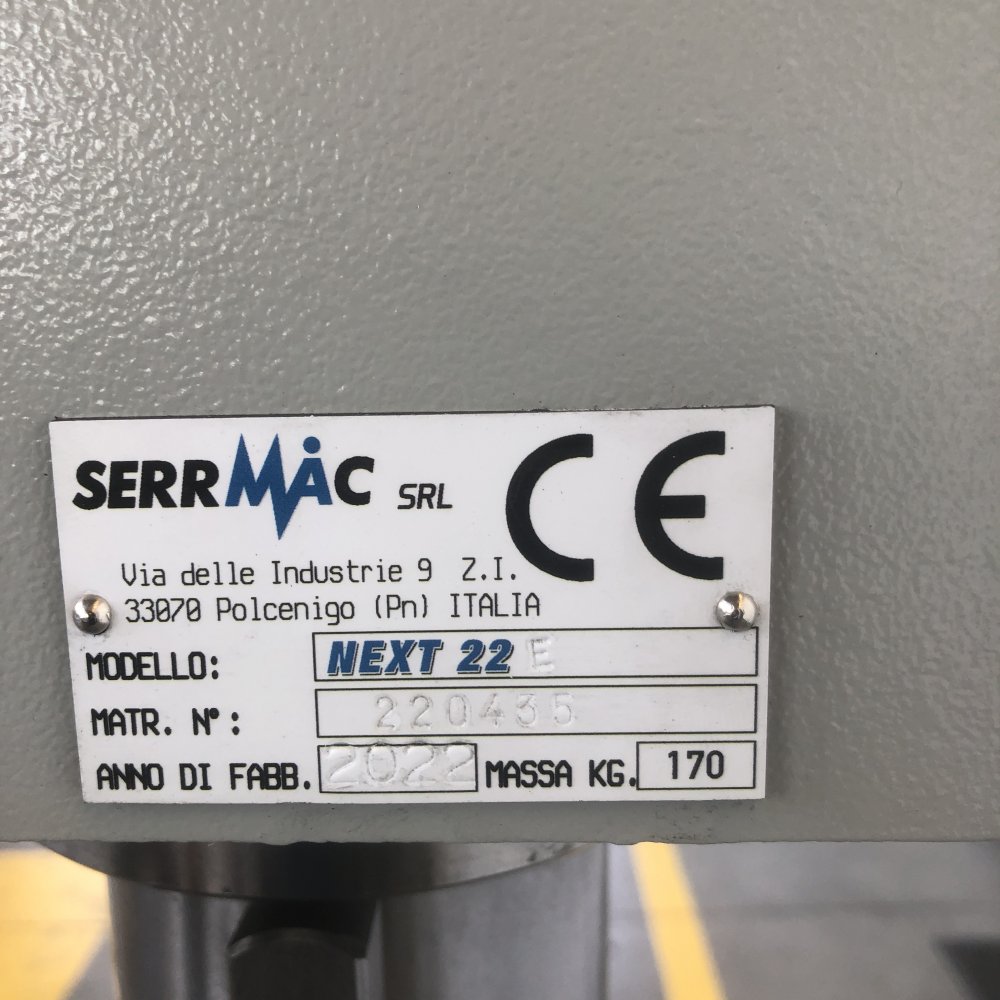 SERRMAC SRL CE
Via delle Industrie 9 Z.I.
33070 Polcenigo (Pn) ITALIA
MODELLO: NEXT 22 E
MATR. N°: 220435
ANNO DI FABB. 2022 MASSA KG. 170